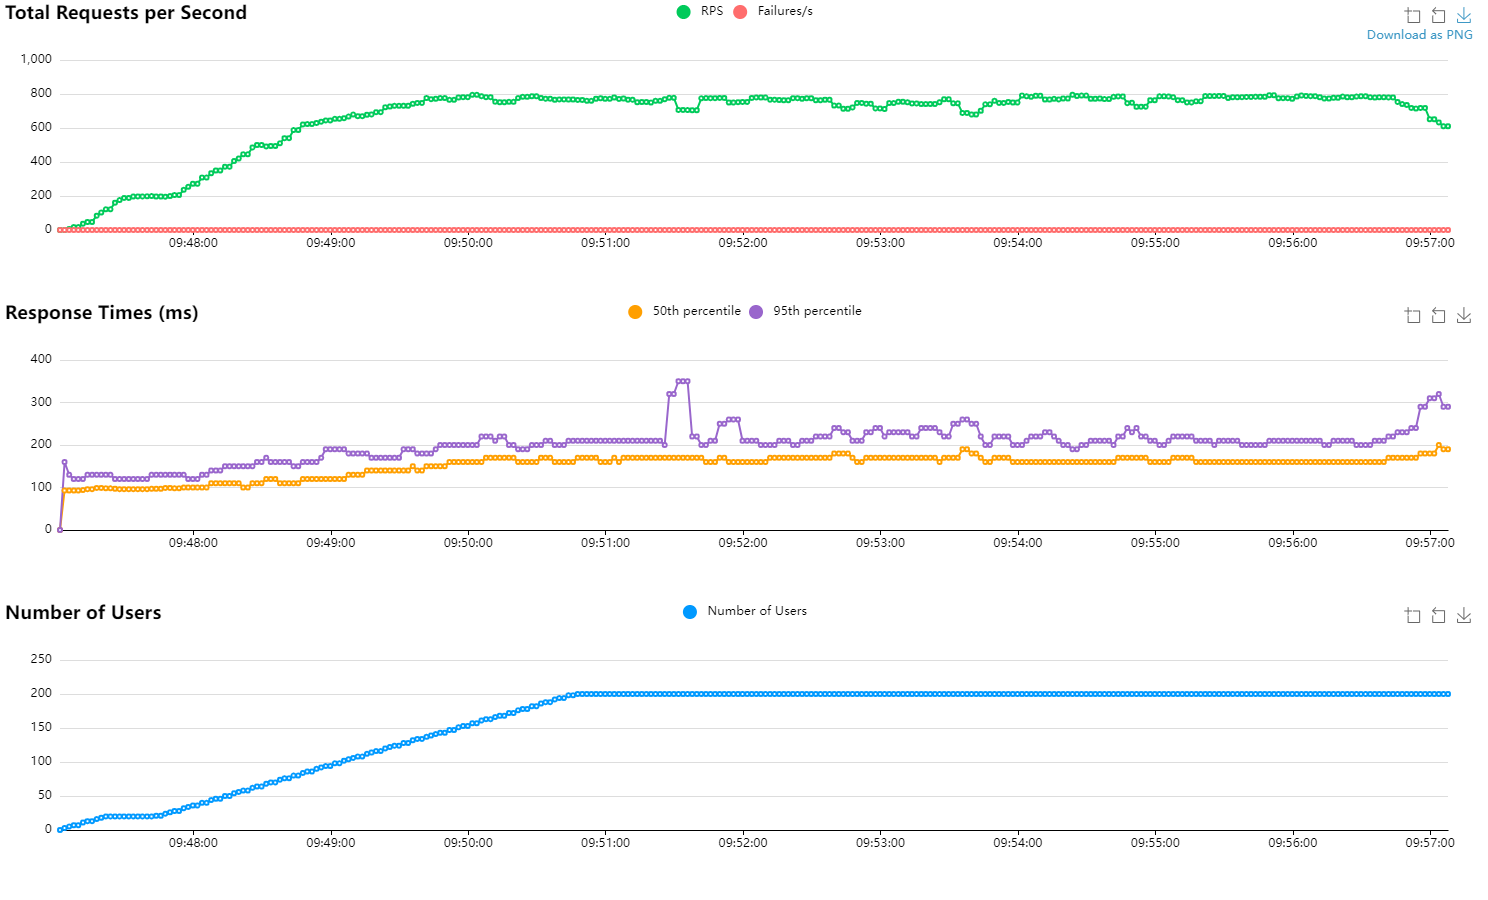 Total Requests per Second
RPS Failures/s
Download as PNG
1,000
800
600
400
200
0
09:48:00 09:49:00 09:50:00 09:51:00 09:52:00 09:53:00 09:54:00 09:55:00 09:56:00 09:57:00
Response Times (ms)
50th percentile 95th percentile
400
300
200
100
0
09:48:00 09:49:00 09:50:00 09:51:00 09:52:00 09:53:00 09:54:00 09:55:00 09:56:00 09:57:00
Number of Users
Number of Users
250
200
150
100
50
0
09:48:00 09:49:00 09:50:00 09:51:00 09:52:00 09:53:00 09:54:00 09:55:00 09:56:00 09:57:00